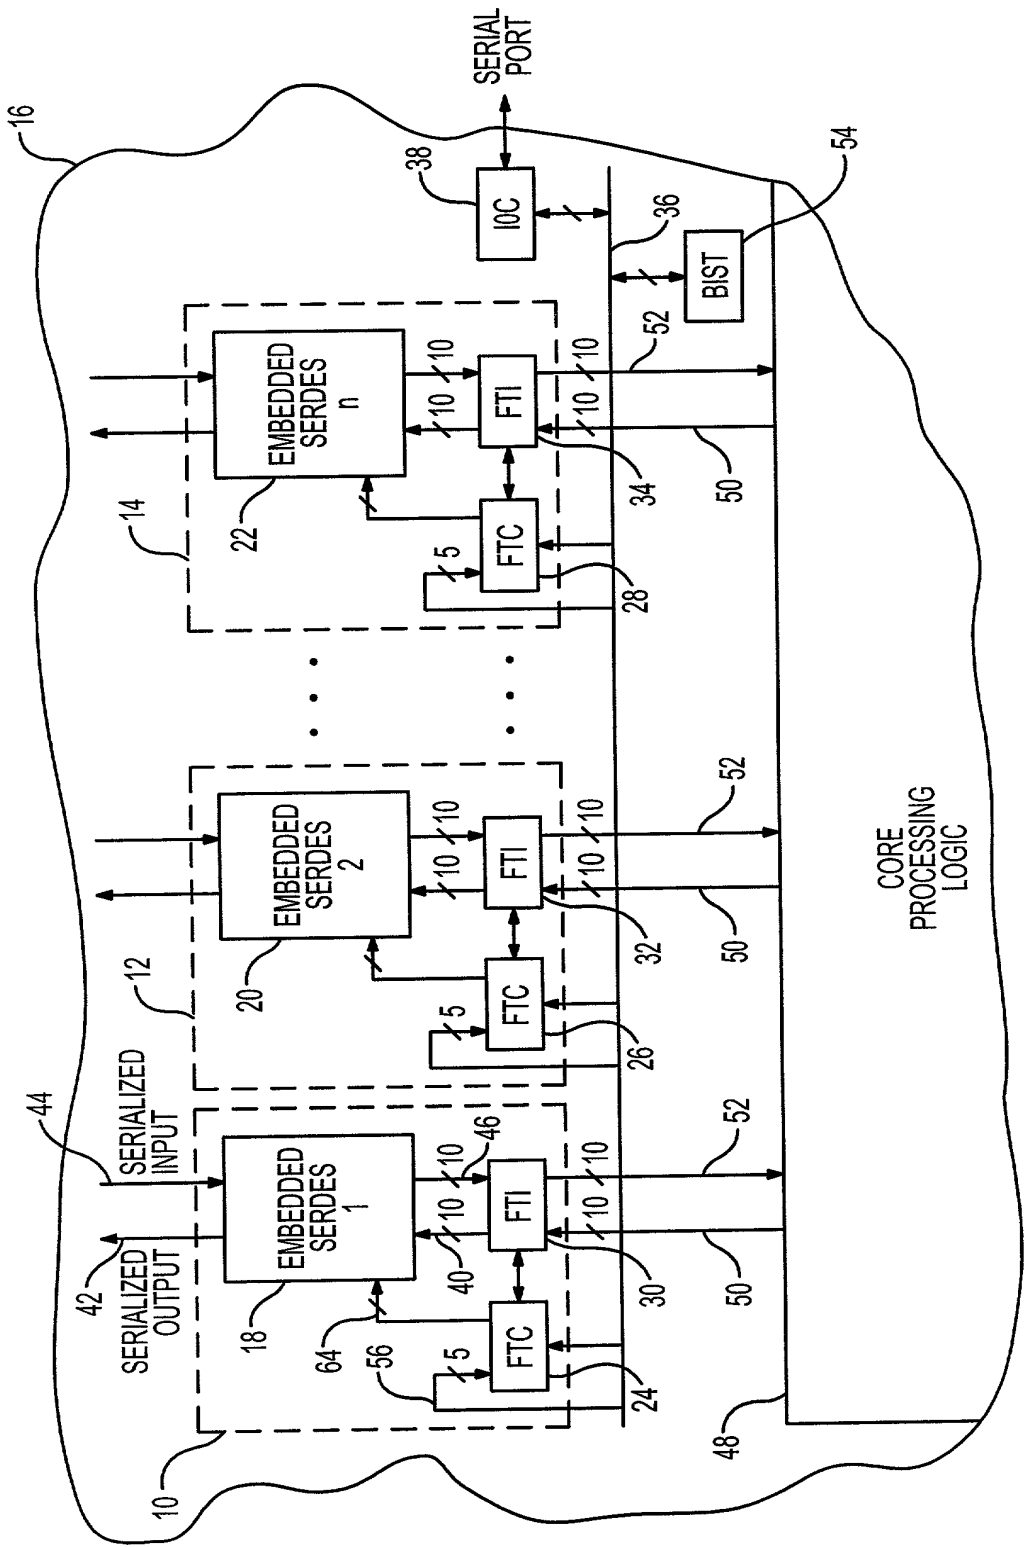 16
SERIAL
PORT
38
IOC
36
54
BIST
14
22
EMBEDDED
SERDES
n
10
10
FTI
10
10
52
50
34
5
FTC
28
12
20
EMBEDDED
SERDES
2
10
10
FTI
10
10
52
50
32
5
FTC
26
44
SERIALIZED
INPUT
42
SERIALIZED
OUTPUT
10
18
EMBEDDED
SERDES
1
64
56
40
10
10
46
FTI
10
10
52
50
30
5
FTC
24
48
CORE
PROCESSING
LOGIC